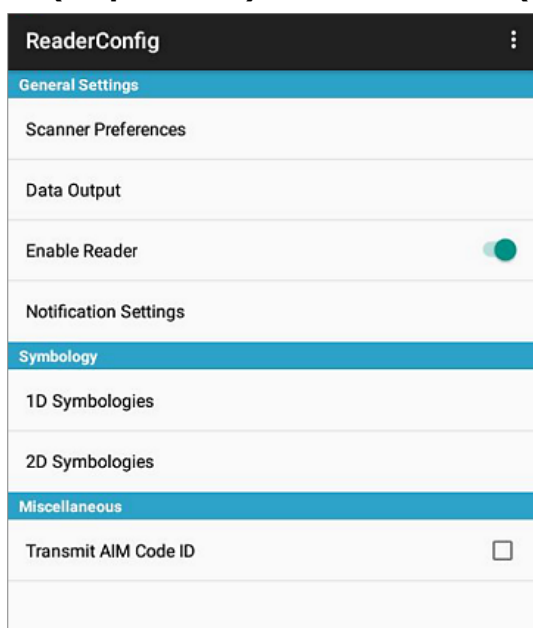 ReaderConfig
General Settings
Scanner Preferences
Data Output
Enable Reader
Notification Settings
Symbology
1D Symbologies
2D Symbologies
Miscellaneous
Transmit AIM Code ID